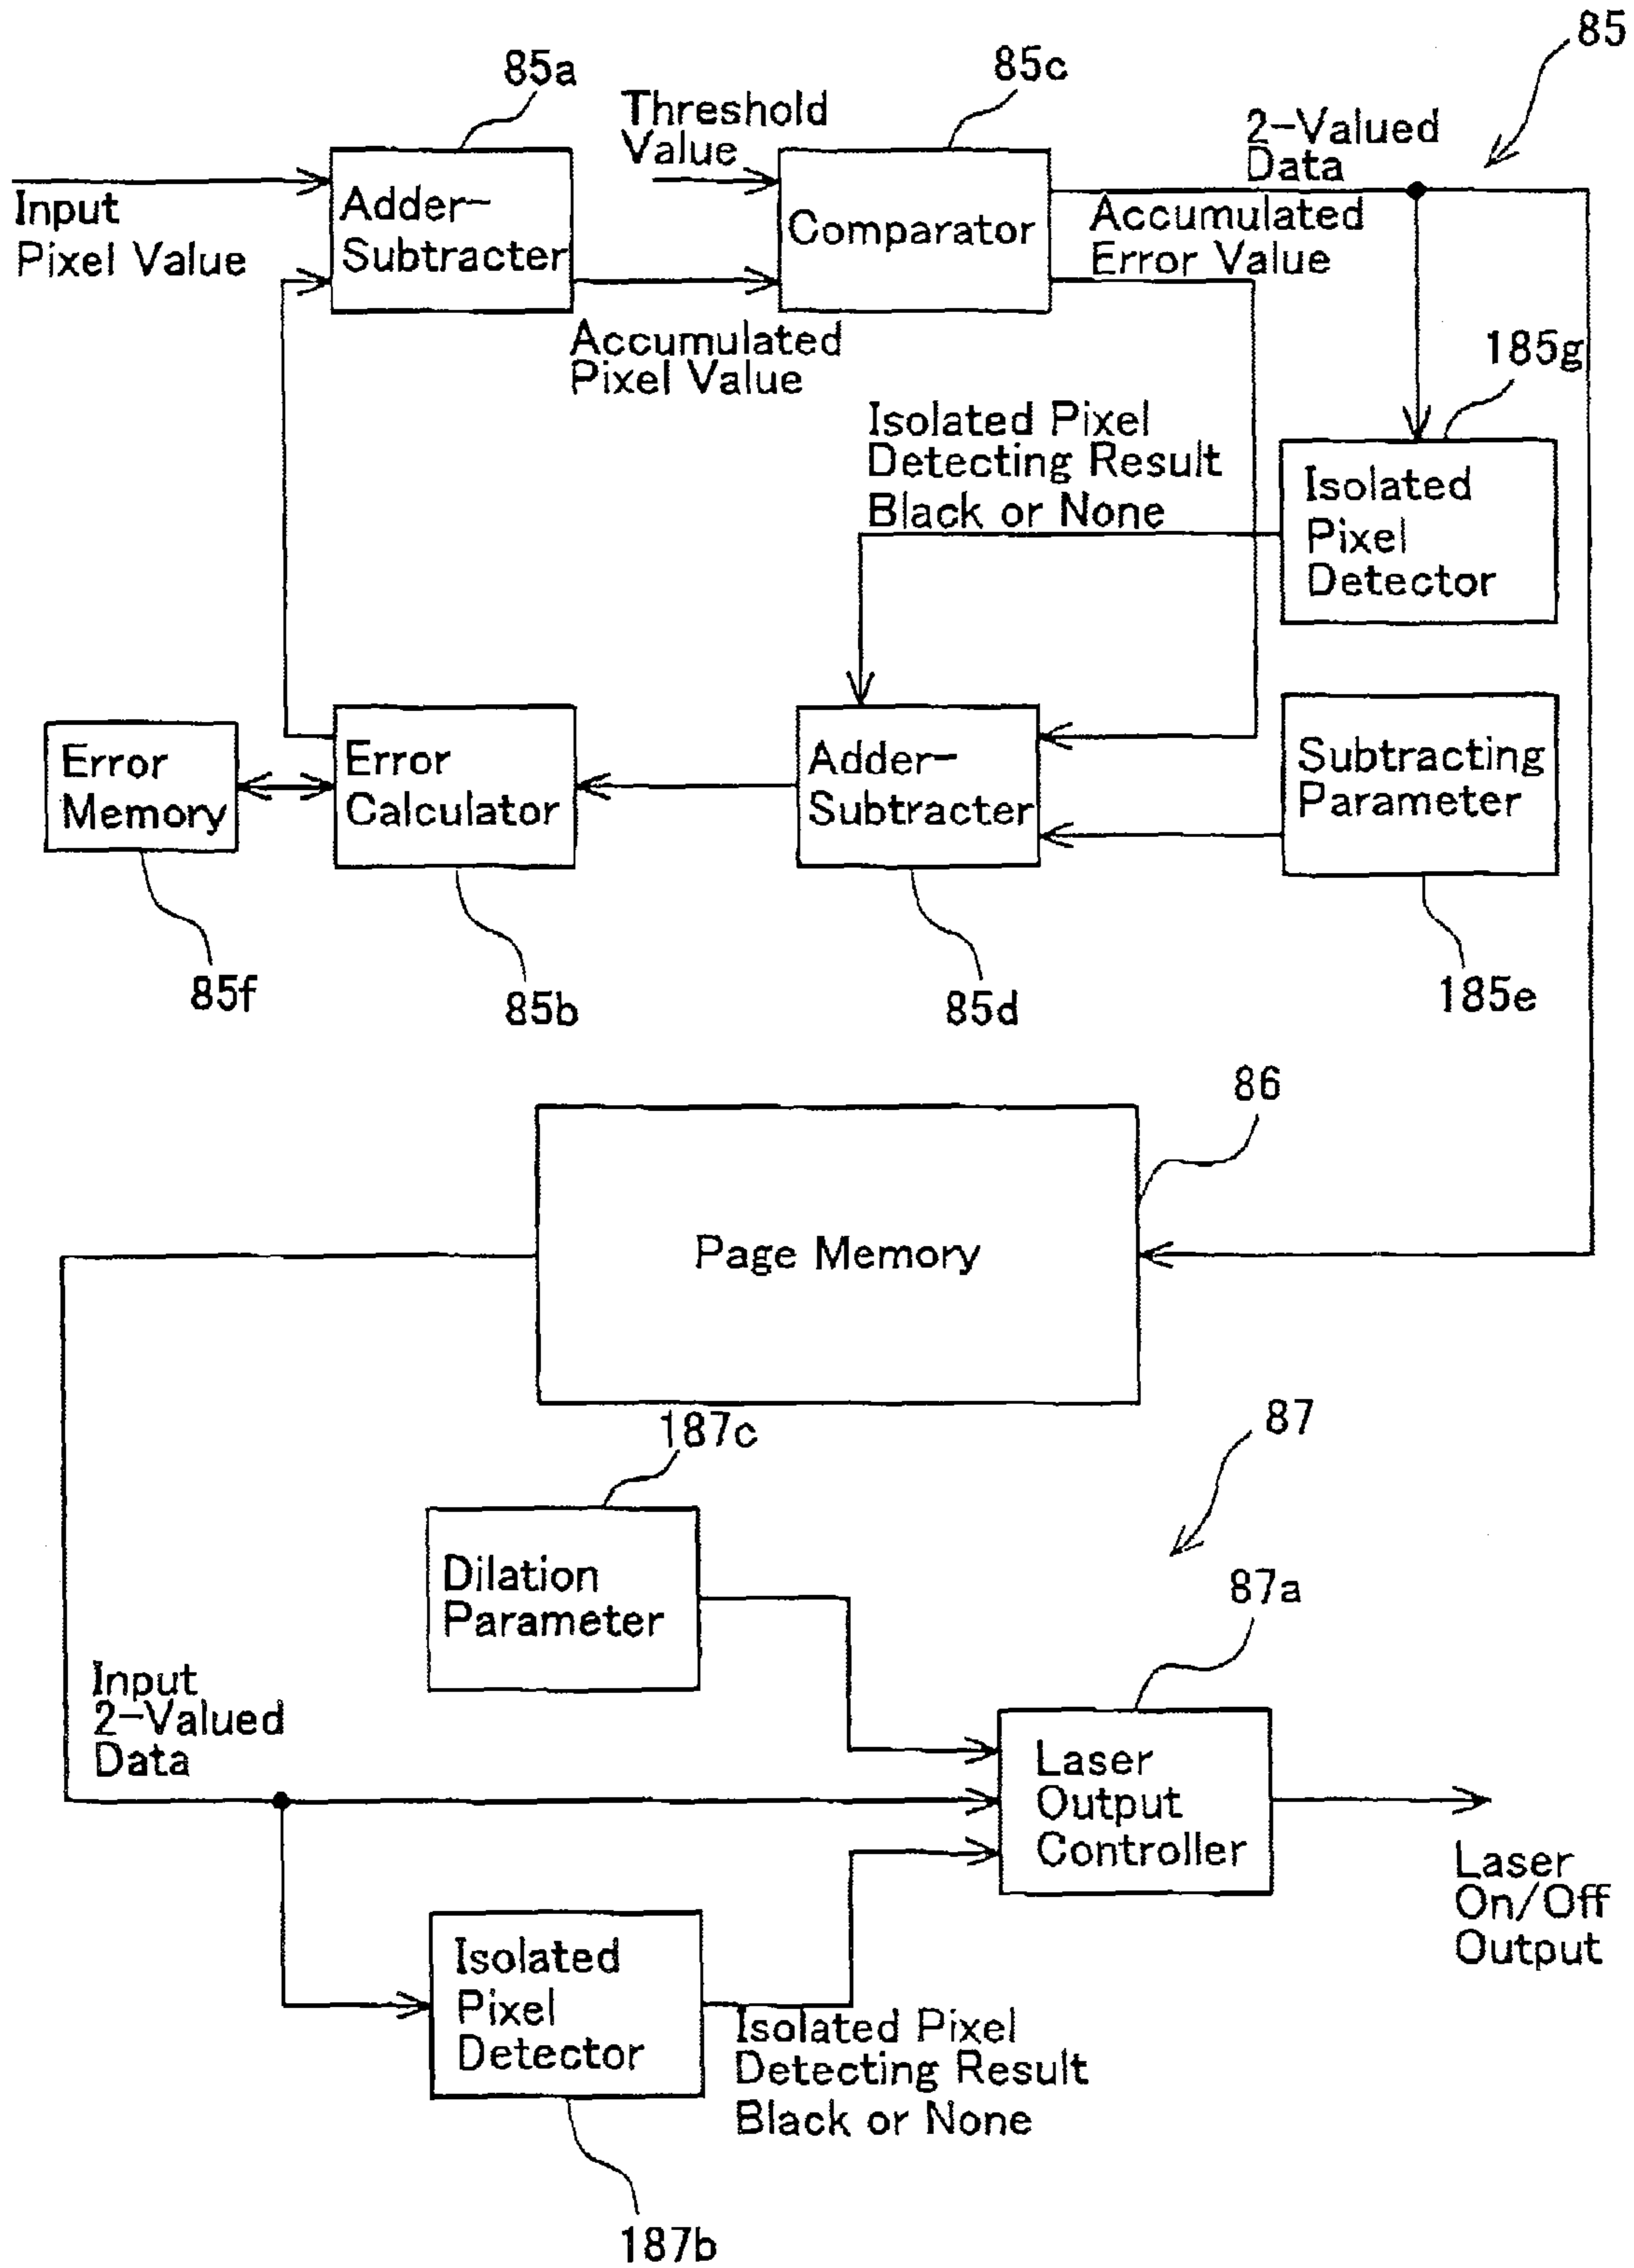 85
85a
85c
Threshold
Value
2-Valued
Data
Input
Pixel Value
Adder-
Subtracter
Comparator
Accumulated
Error Value
Accumulated
Pixel Value
185g
Isolated Pixel
Detecting Result
Black or None
Isolated
Pixel
Detector
Error
Memory
Error
Calculator
Adder-
Subtracter
Subtracting
Parameter
85f
85b
85d
185e
86
Page Memory
187c
87
Dilation
Parameter
87a
Input
2-Valued
Data
Laser
Output
Controller
Laser
On/Off
Output
Isolated
Pixel
Detector
Isolated Pixel
Detecting Result
Black or None
187b